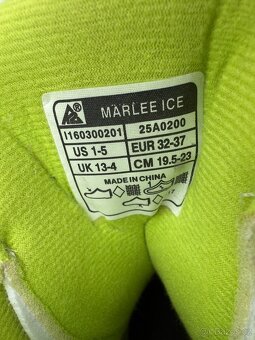 MARLEE ICE
I160300201 25A0200
US 1-5 EUR 32-37
UK 13-4 CM 19.5-23
MADE IN CHINA